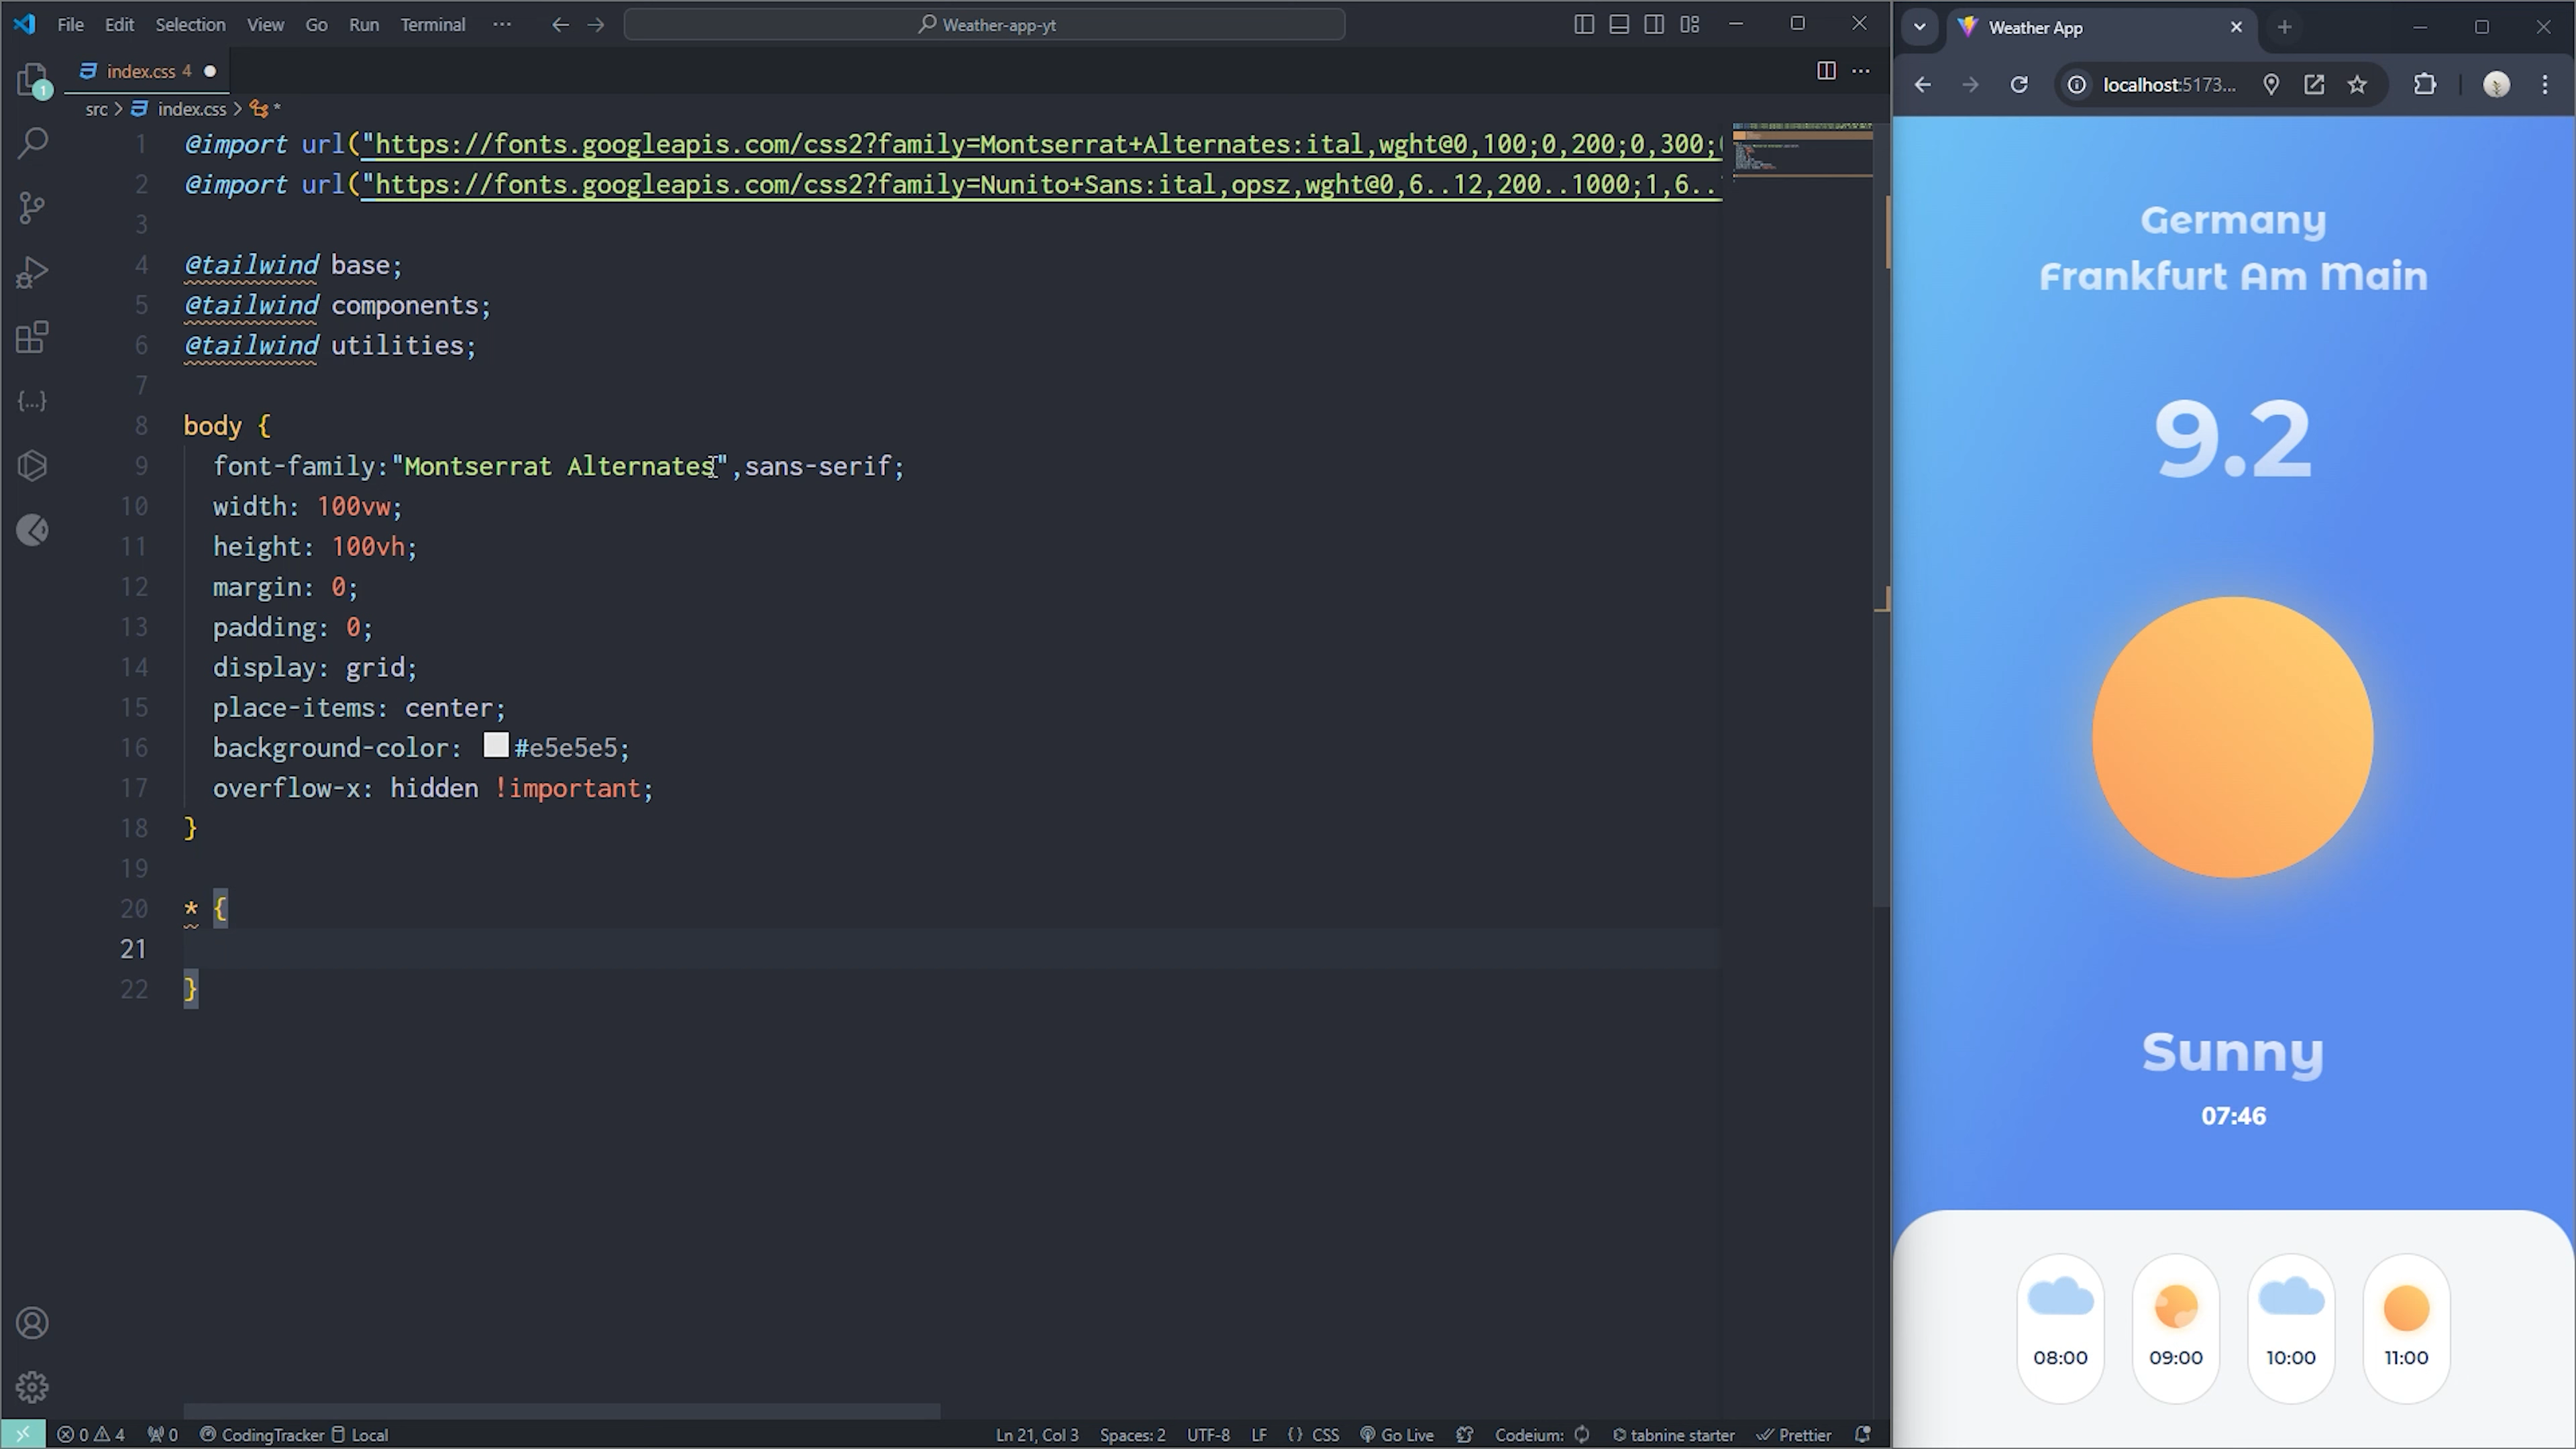 File Edit Selection View Go Run Terminal ··· Weather-app-yt
index.css 4
src > index.css > *
1 @import url("https://fonts.googleapis.com/css2?family=Montserrat+Alternates:ital,wght@0,100;0,200;0,300;
2 @import url("https://fonts.googleapis.com/css2?family=Nunito+Sans:ital,opsz,wght@0,6..12,200..1000;1,6..
3
4 @tailwind base;
5 @tailwind components;
6 @tailwind utilities;
7
8 body {
9 font-family:"Montserrat Alternates",sans-serif;
10 width: 100vw;
11 height: 100vh;
12 margin: 0;
13 padding: 0;
14 display: grid;
15 place-items: center;
16 background-color: #e5e5e5;
17 overflow-x: hidden !important;
18 }
19
20 * {
21
22 }
0 4 0 CodingTracker Local Ln 21, Col 3 Spaces: 2 UTF-8 LF {} CSS Go Live Codeium: tabnine starter Prettier
1
{...}
Weather App
localhost:5173...
Germany
Frankfurt Am Main
9.2
Sunny
07:46
08:00 09:00 10:00 11:00